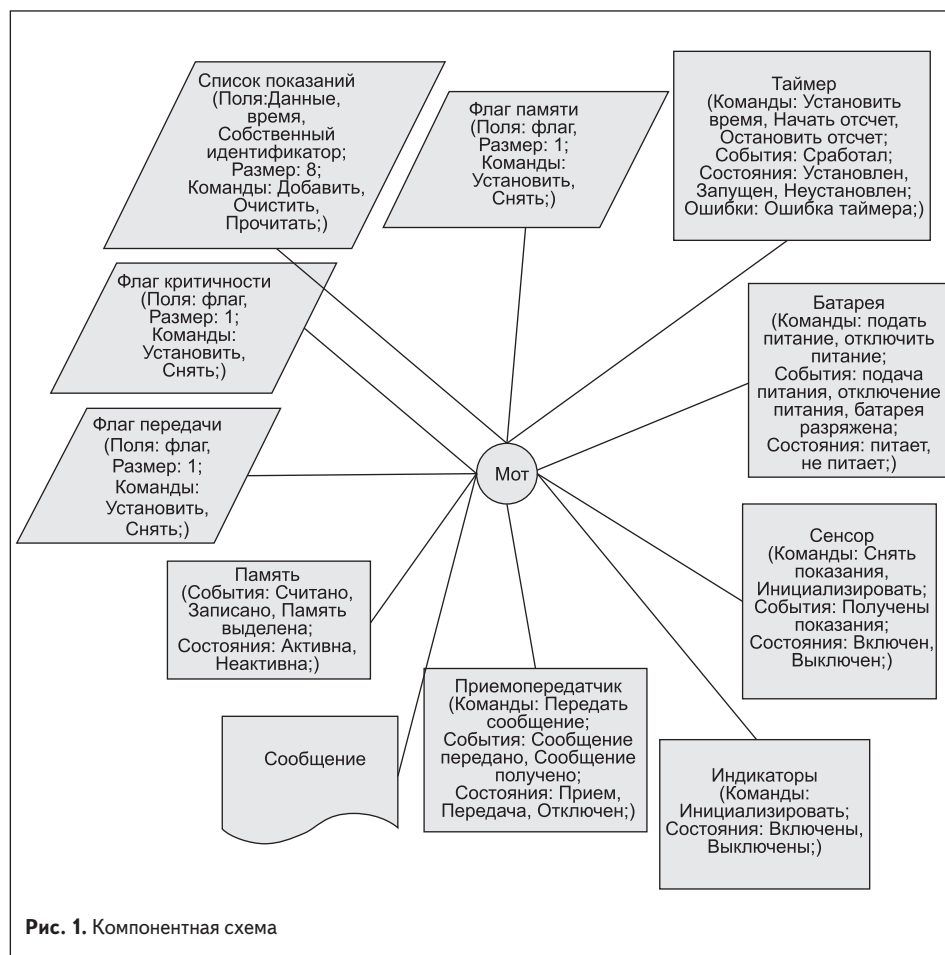 Список показаний
(Поля:Данные,
время,
Собственный
идентификатор;
Размер: 8;
Команды: Добавить,
Очистить,
Прочитать;)
Флаг памяти
(Поля: флаг,
Размер: 1;
Команды:
Установить,
Снять;)
Таймер
(Команды: Установить
время, Начать отсчет,
Остановить отсчет;
События: Сработал;
Состояния: Установлен,
Запущен, Неустановлен;
Ошибки: Ошибка таймера;)
Флаг критичности
(Поля: флаг,
Размер: 1;
Команды:
Установить,
Снять;)
Батарея
(Команды: подать
питание, отключить
питание;
События: подача
питания, отключение
питания, батарея
разряжена;
Состояния: питает,
не питает;)
Флаг передачи
(Поля: флаг,
Размер: 1;
Команды:
Установить,
Снять;)
Мот
Сенсор
(Команды: Снять
показания,
Инициализировать;
События: Получены
показания;
Состояния: Включен,
Выключен;)
Память
(События: Считано,
Записано, Память
выделена;
Состояния: Активна,
Неактивна;)
Сообщение
Приемопередатчик
(Команды: Передать
сообщение;
События: Сообщение
передано, Сообщение
получено;
Состояния: Прием,
Передача, Отключен;)
Индикаторы
(Команды:
Инициализировать;
Состояния: Включены,
Выключены;)
Рис. 1. Компонентная схема